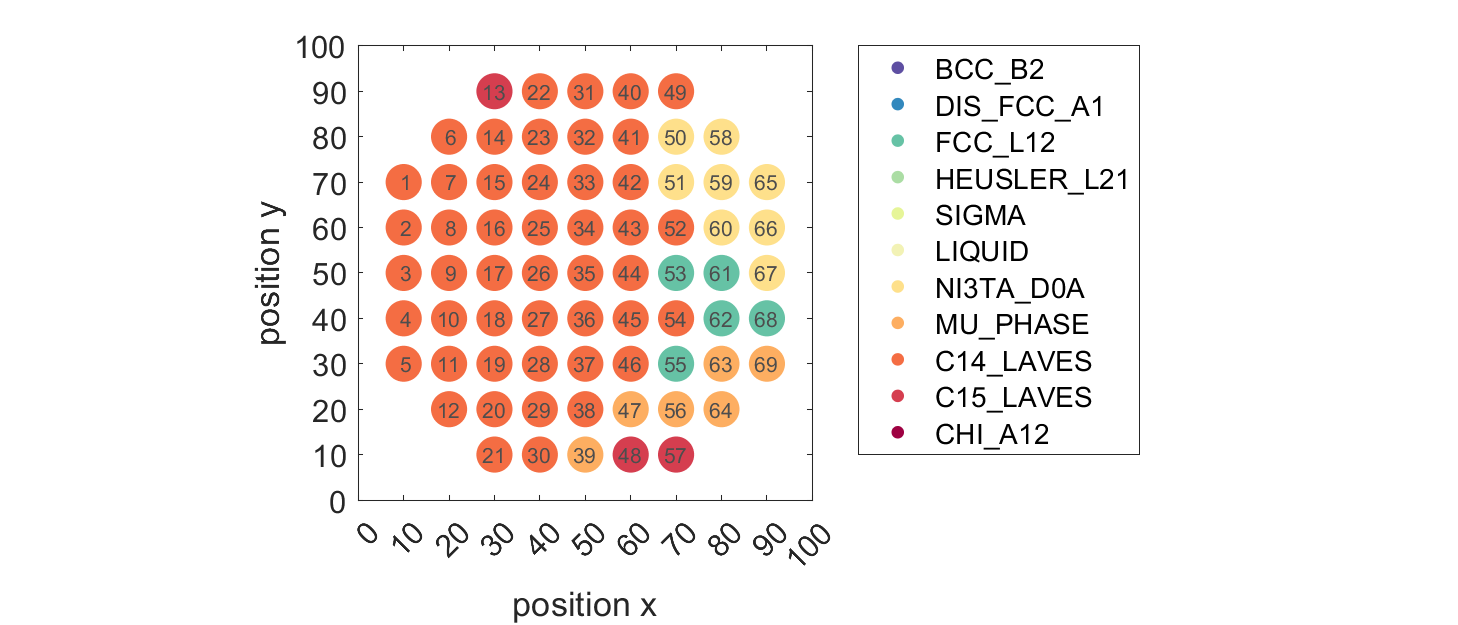 100
90 13 22 31 40 49
80 6 14 23 32 41 50 58
70 1 7 15 24 33 42 51 59 65
60 2 8 16 25 34 43 52 60 66
50 3 9 17 26 35 44 53 61 67
40 4 10 18 27 36 45 54 62 68
30 5 11 19 28 37 46 55 63 69
20 12 20 29 38 47 56 64
10 21 30 39 48 57
0
position y
0 10 20 30 40 50 60 70 80 90 100
position x
BCC_B2
DIS_FCC_A1
FCC_L12
HEUSLER_L21
SIGMA
LIQUID
NI3TA_D0A
MU_PHASE
C14_LAVES
C15_LAVES
CHI_A12